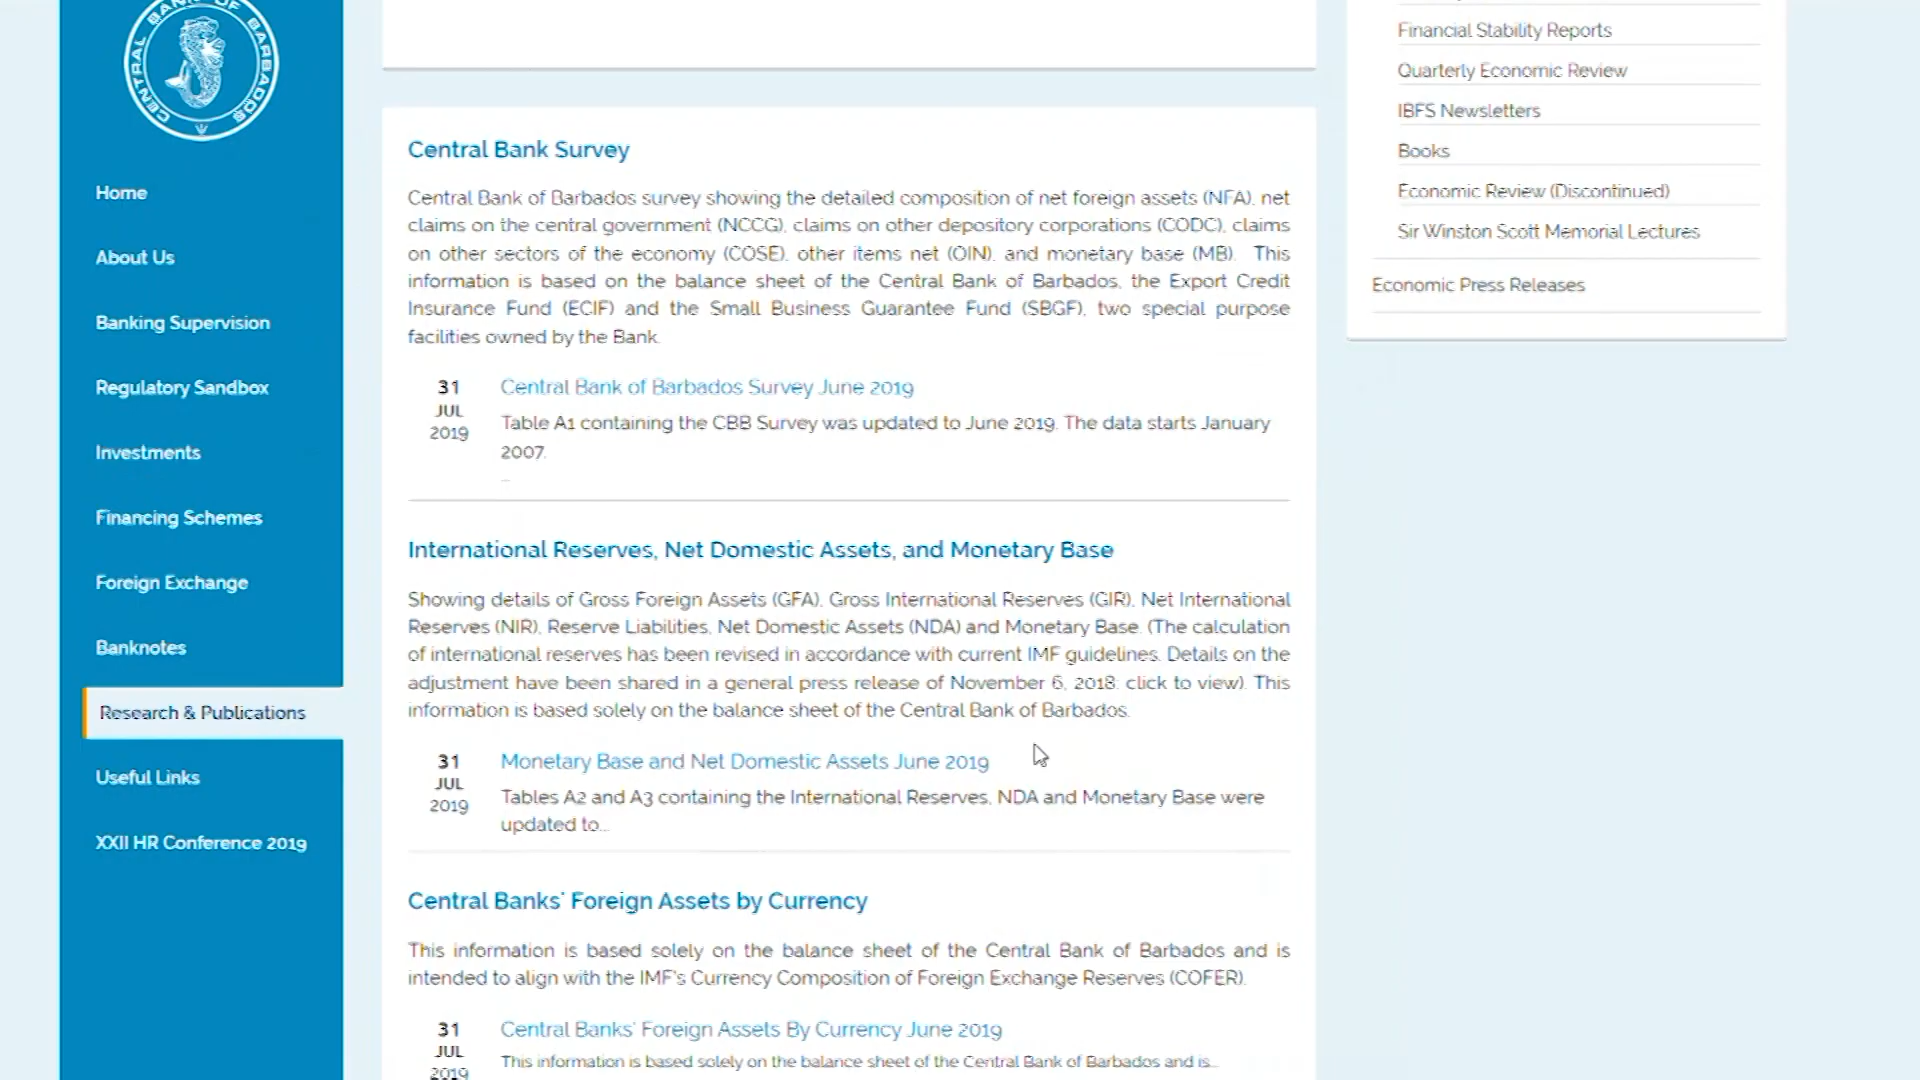 CENTRAL BANK OF BARBADOS
Home
About Us
Banking Supervision
Regulatory Sandbox
Investments
Financing Schemes
Foreign Exchange
Banknotes
Research & Publications
Useful Links
XXII HR Conference 2019
Central Bank Survey
Central Bank of Barbados survey showing the detailed composition of net foreign assets (NFA), net
claims on the central government (NCCG), claims on other depository corporations (CODC), claims
on other sectors of the economy (COSE), other items net (OIN), and monetary base (MB). This
information is based on the balance sheet of the Central Bank of Barbados, the Export Credit
Insurance Fund (ECIF) and the Small Business Guarantee Fund (SBGF), two special purpose
facilities owned by the Bank.
31
JUL
2019
Central Bank of Barbados Survey June 2019
Table A1 containing the CBB Survey was updated to June 2019. The data starts January
2007.
...
International Reserves, Net Domestic Assets, and Monetary Base
Showing details of Gross Foreign Assets (GFA), Gross International Reserves (GIR), Net International
Reserves (NIR), Reserve Liabilities, Net Domestic Assets (NDA) and Monetary Base. (The calculation
of international reserves has been revised in accordance with current IMF guidelines. Details on the
adjustment have been shared in a general press release of November 6, 2018: click to view). This
information is based solely on the balance sheet of the Central Bank of Barbados.
31
JUL
2019
Monetary Base and Net Domestic Assets June 2019
Tables A2 and A3 containing the International Reserves, NDA and Monetary Base were
updated to...
Central Banks' Foreign Assets by Currency
This information is based solely on the balance sheet of the Central Bank of Barbados and is
intended to align with the IMF's Currency Composition of Foreign Exchange Reserves (COFER).
31
JUL
2019
Central Banks' Foreign Assets By Currency June 2019
This information is based solely on the balance sheet of the Central Bank of Barbados and is...
Financial Stability Reports
Quarterly Economic Review
IBFS Newsletters
Books
Economic Review (Discontinued)
Sir Winston Scott Memorial Lectures
Economic Press Releases